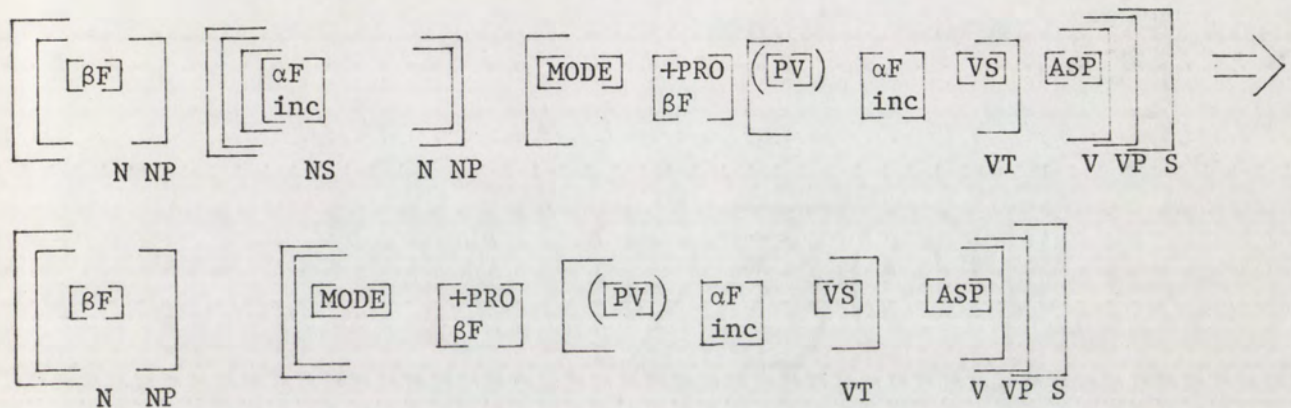 [βF] [αF [MODE] +PRO ([PV]) αF [VS] [ASP] ⇒
inc] βF inc
N NP NS N NP VT V VP S
[βF] [MODE] +PRO ([PV]) αF [VS] [ASP]
βF inc
N NP VT V VP S